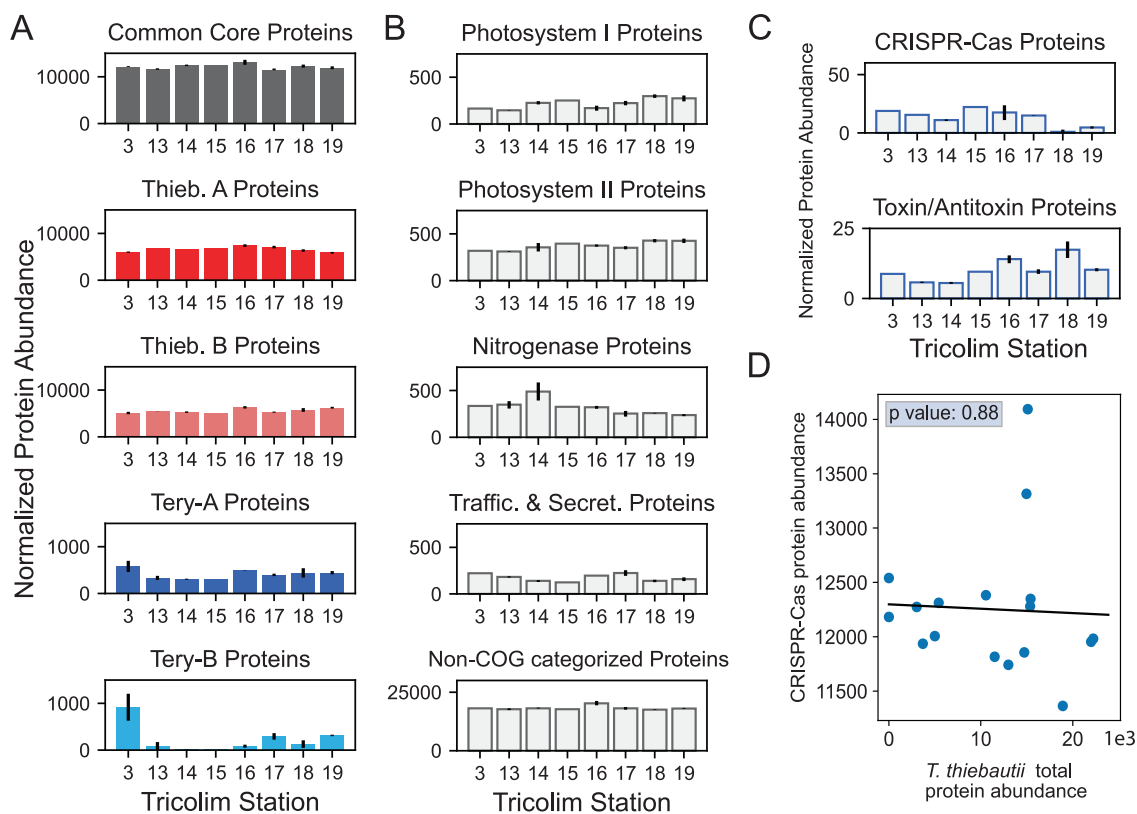 A
Normalized Protein Abundance
Common Core Proteins
10000
0
3 13 14 15 16 17 18 19
Thieb. A Proteins
10000
0
3 13 14 15 16 17 18 19
Thieb. B Proteins
10000
0
3 13 14 15 16 17 18 19
Tery-A Proteins
1000
0
3 13 14 15 16 17 18 19
Tery-B Proteins
1000
0
3 13 14 15 16 17 18 19
Tricolim Station
B
Photosystem I Proteins
500
0
3 13 14 15 16 17 18 19
Photosystem II Proteins
500
0
3 13 14 15 16 17 18 19
Nitrogenase Proteins
500
0
3 13 14 15 16 17 18 19
Traffic. & Secret. Proteins
500
0
3 13 14 15 16 17 18 19
Non-COG categorized Proteins
25000
0
3 13 14 15 16 17 18 19
Tricolim Station
C
Normalized Protein Abundance
CRISPR-Cas Proteins
50
0
3 13 14 15 16 17 18 19
Toxin/Antitoxin Proteins
25
0
3 13 14 15 16 17 18 19
Tricolim Station
D
CRISPR-Cas protein abundance
p value: 0.88
14000
13500
13000
12500
12000
11500
0 10 20 1e3
T. thiebautii total
protein abundance